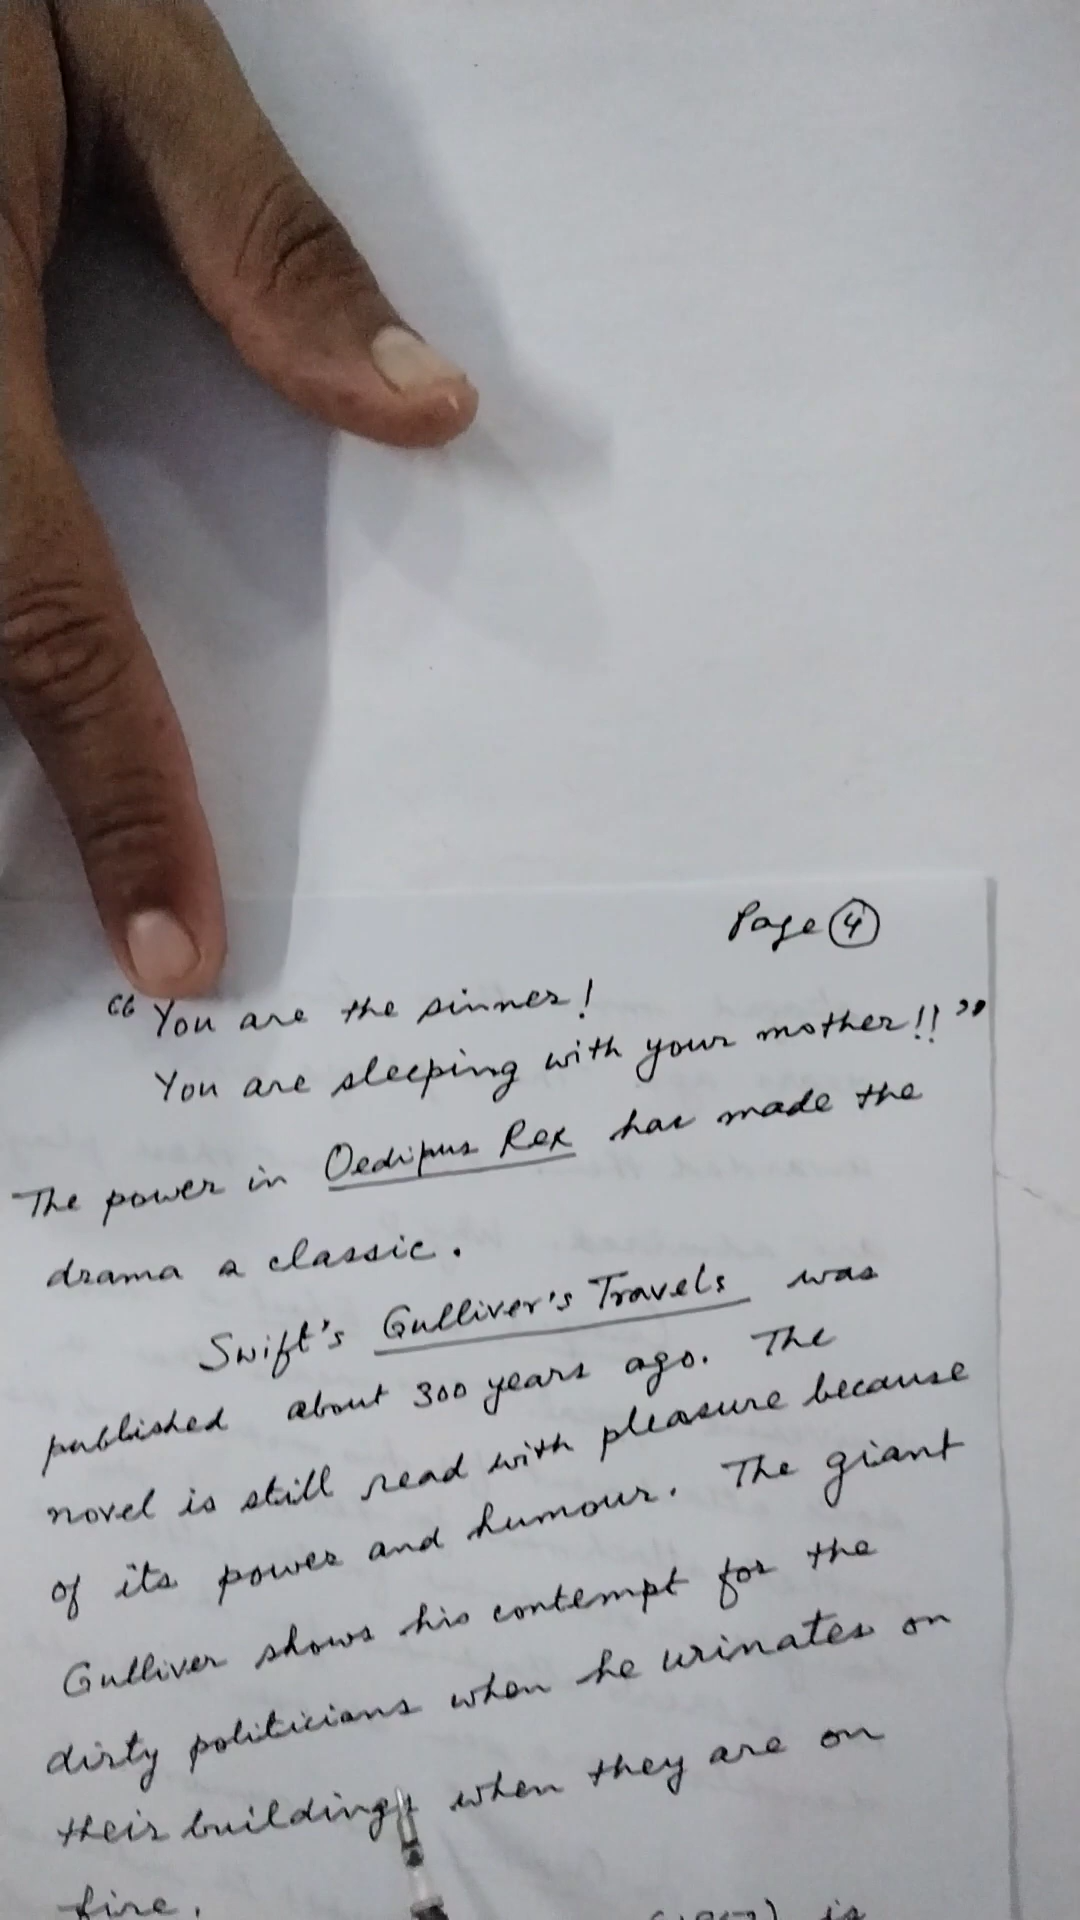 Page 4
"You are the sinner!
You are sleeping with your mother!!"
The power in Oedipus Rex has made the
drama a classic.
Swift's Gulliver's Travels was
published about 300 years ago. The
novel is still read with pleasure because
of its power and humour. The giant
Gulliver shows his contempt for the
dirty politicians when he urinates on
their buildings when they are on
fire.
is